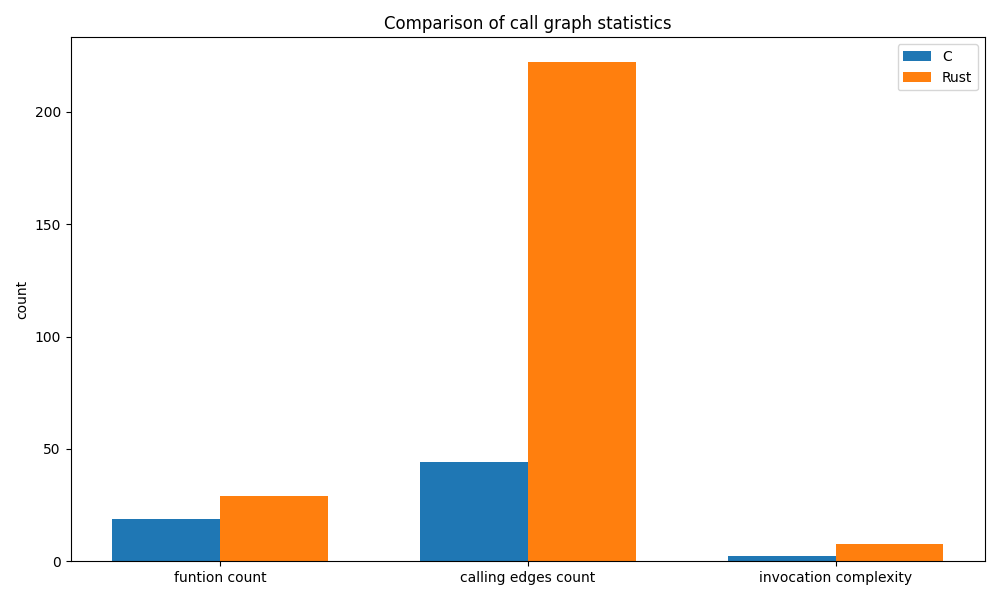 Comparison of call graph statistics
C
Rust
count
200
150
100
50
0
funtion count
calling edges count
invocation complexity